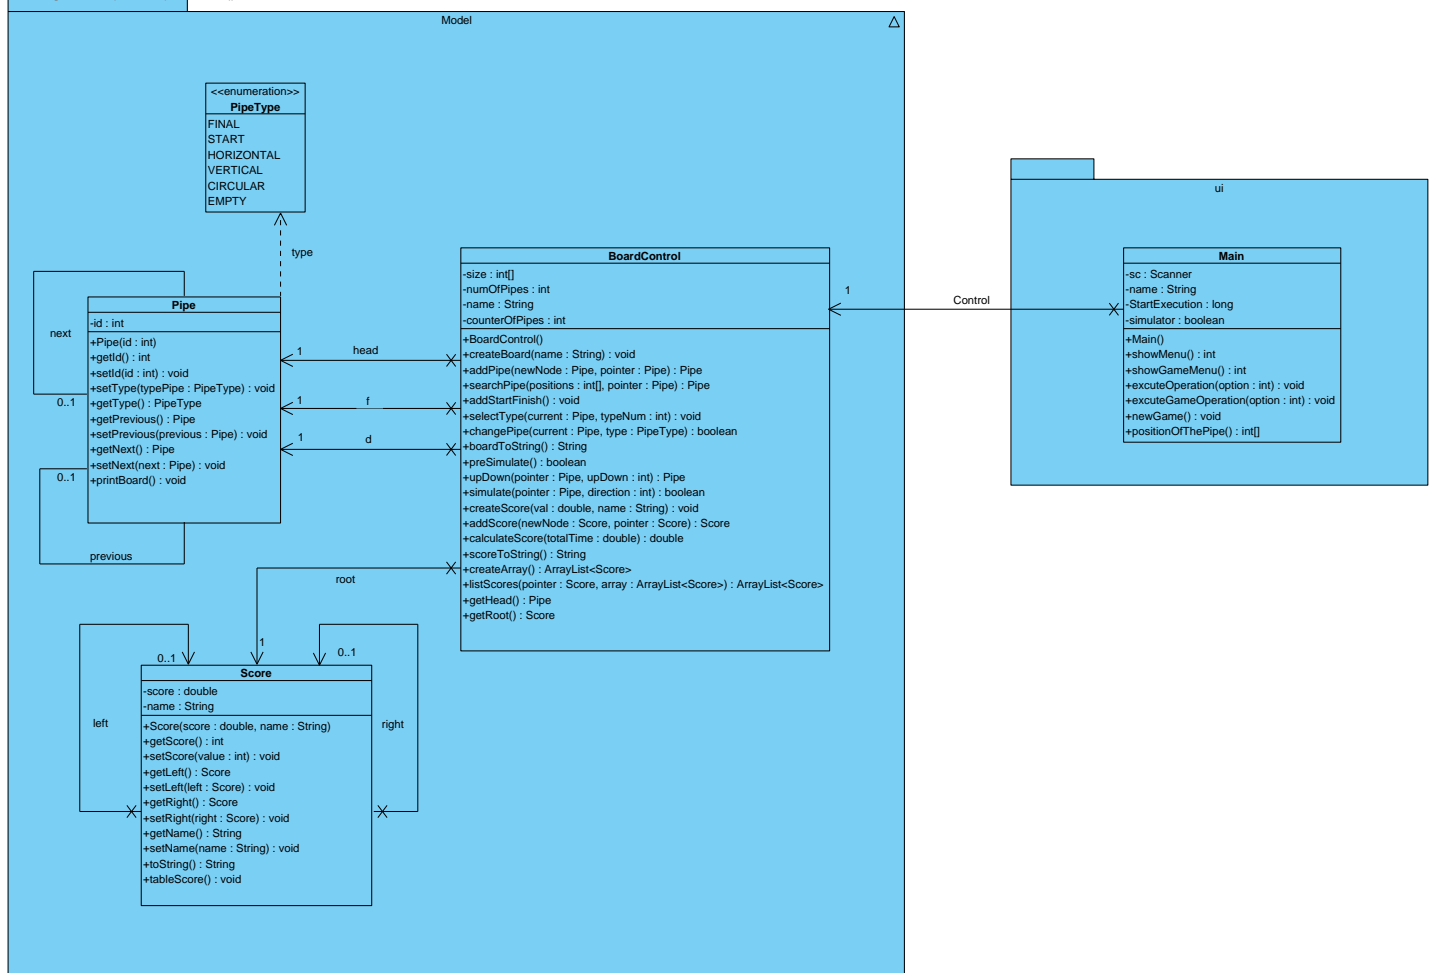 Model
<<enumeration>>
PipeType
FINAL
START
HORIZONTAL
VERTICAL
CIRCULAR
EMPTY
type
Pipe
-id : int
+Pipe(id : int)
+getId() : int
+setId(id : int) : void
+setType(typePipe : PipeType) : void
+getType() : PipeType
+getPrevious() : Pipe
+setPrevious(previous : Pipe) : void
+getNext() : Pipe
+setNext(next : Pipe) : void
+printBoard() : void
next
0..1
0..1
previous
1
head
1
f
1
d
root
1
BoardControl
-size : int[]
-numOfPipes : int
-name : String
-counterOfPipes : int
+BoardControl()
+createBoard(name : String) : void
+addPipe(newNode : Pipe, pointer : Pipe) : Pipe
+searchPipe(positions : int[], pointer : Pipe) : Pipe
+addStartFinish() : void
+selectType(current : Pipe, typeNum : int) : void
+changePipe(current : Pipe, type : PipeType) : boolean
+boardToString() : String
+preSimulate() : boolean
+upDown(pointer : Pipe, upDown : int) : Pipe
+simulate(pointer : Pipe, direction : int) : boolean
+createScore(val : double, name : String) : void
+addScore(newNode : Score, pointer : Score) : Score
+calculateScore(totalTime : double) : double
+scoreToString() : String
+createArray() : ArrayList<Score>
+listScores(pointer : Score, array : ArrayList<Score>) : ArrayList<Score>
+getHead() : Pipe
+getRoot() : Score
1
Control
ui
Main
-sc : Scanner
-name : String
-StartExecution : long
-simulator : boolean
+Main()
+showMenu() : int
+showGameMenu() : int
+excuteOperation(option : int) : void
+excuteGameOperation(option : int) : void
+newGame() : void
+positionOfThePipe() : int[]
0..1
0..1
left
right
Score
-score : double
-name : String
+Score(score : double, name : String)
+getScore() : int
+setScore(value : int) : void
+getLeft() : Score
+setLeft(left : Score) : void
+getRight() : Score
+setRight(right : Score) : void
+getName() : String
+setName(name : String) : void
+toString() : String
+tableScore() : void